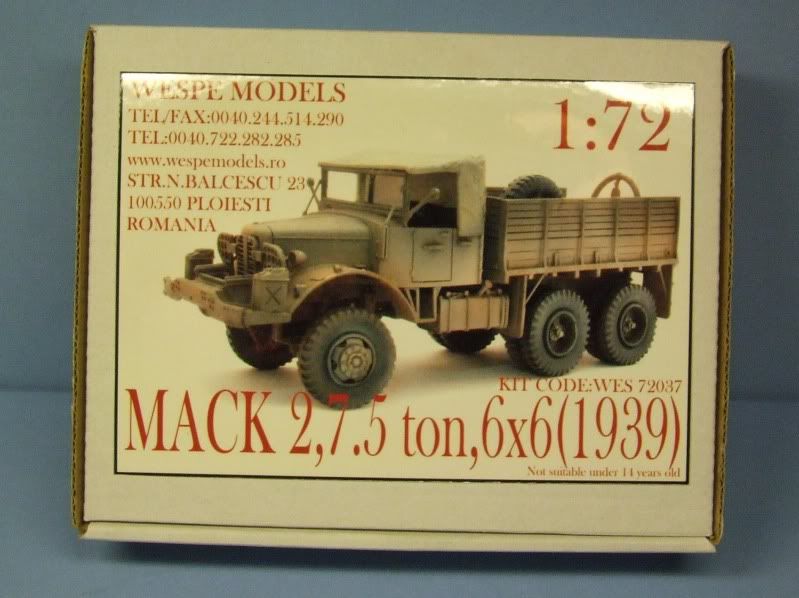 WESPE MODELS
TEL/FAX:0040.244.514.290
TEL:0040.722.282.285
www.wespemodels.ro
STR.N.BALCESCU 23
100550 PLOIESTI
ROMANIA
1:72
KIT CODE:WES 72037
MACK 2,7.5 ton,6x6(1939)
Not suitable under 14 years old